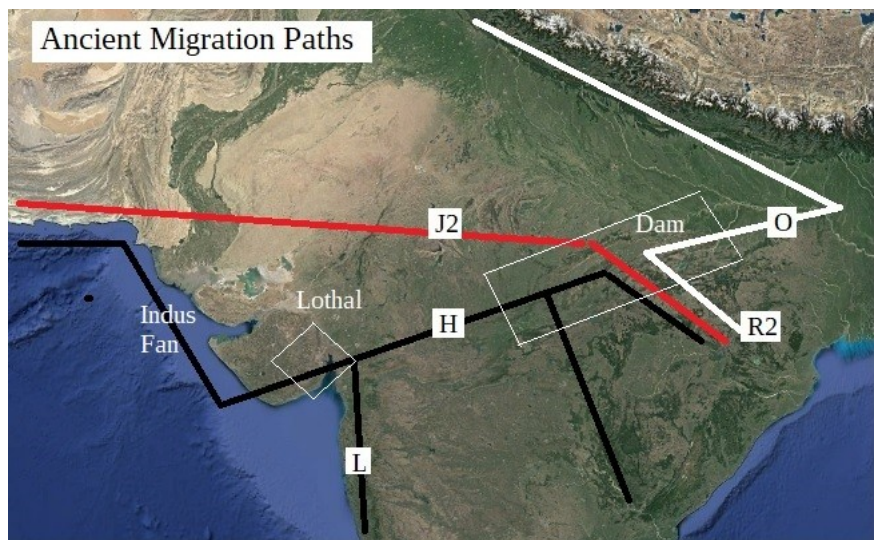 Ancient Migration Paths
Dam
J2
O
Lothal
Indus
Fan
H
R2
L